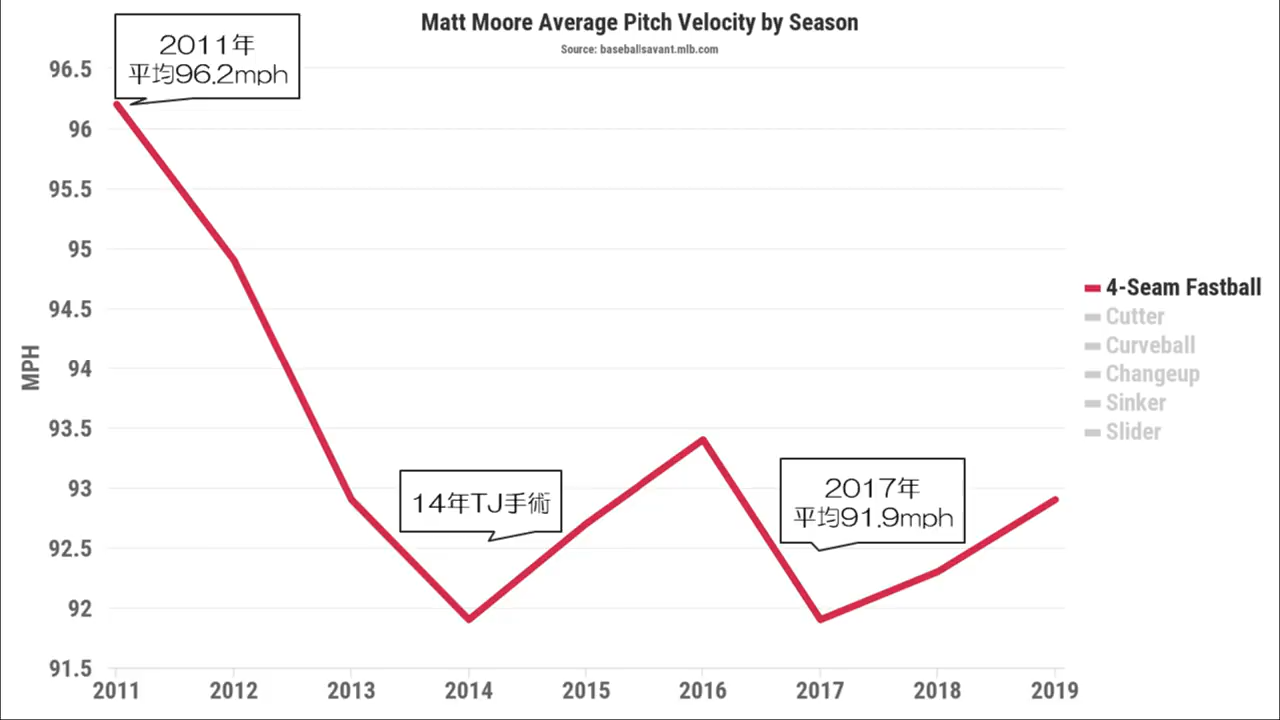 Matt Moore Average Pitch Velocity by Season
Source: baseballsavant.mlb.com
2011年
平均96.2mph
96.5
96
95.5
95
94.5
94
93.5
93
92.5
92
91.5
MPH
14年TJ手術
2017年
平均91.9mph
2011 2012 2013 2014 2015 2016 2017 2018 2019
4-Seam Fastball
Cutter
Curveball
Changeup
Sinker
Slider